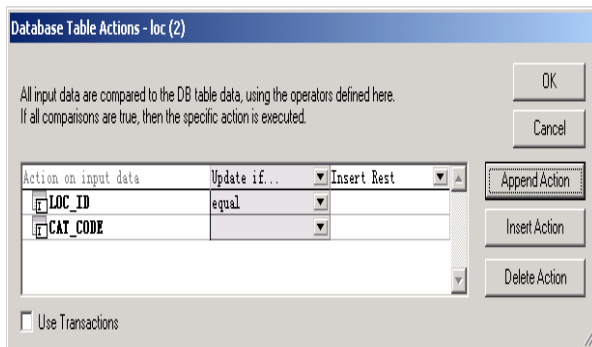 Database Table Actions - loc (2)
All input data are compared to the DB table data, using the operators defined here.
If all comparisons are true, then the specific action is executed.
OK
Cancel
Action on input data Update if... Insert Rest
LOC_ID equal
CAT_CODE
Append Action
Insert Action
Delete Action
Use Transactions